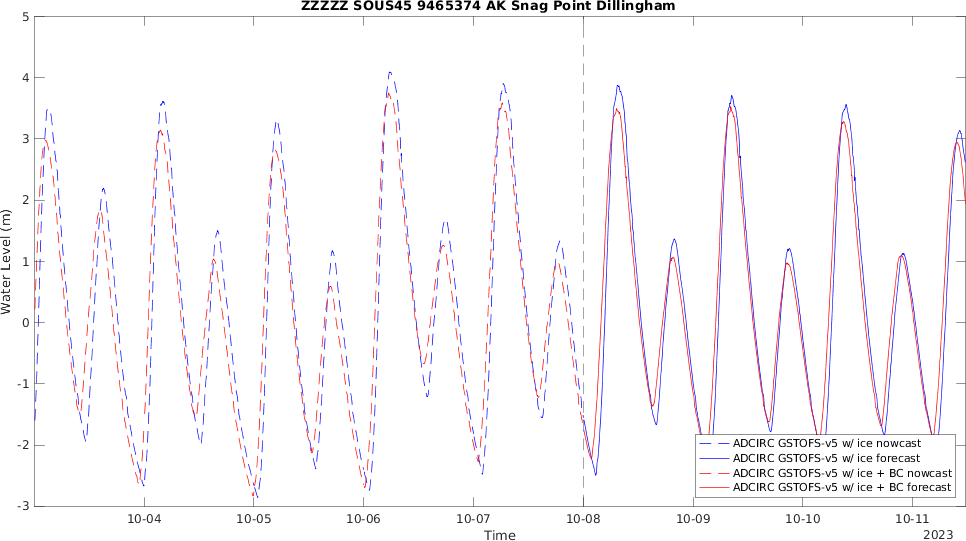 ZZZZZ SOUS45 9465374 AK Snag Point Dillingham
Water Level (m)
5
4
3
2
1
0
-1
-2
-3
ADCIRC GSTOFS-v5 w/ ice nowcast
ADCIRC GSTOFS-v5 w/ ice forecast
ADCIRC GSTOFS-v5 w/ ice + BC nowcast
ADCIRC GSTOFS-v5 w/ ice + BC forecast
10-04 10-05 10-06 10-07 10-08 10-09 10-10 10-11
Time
2023